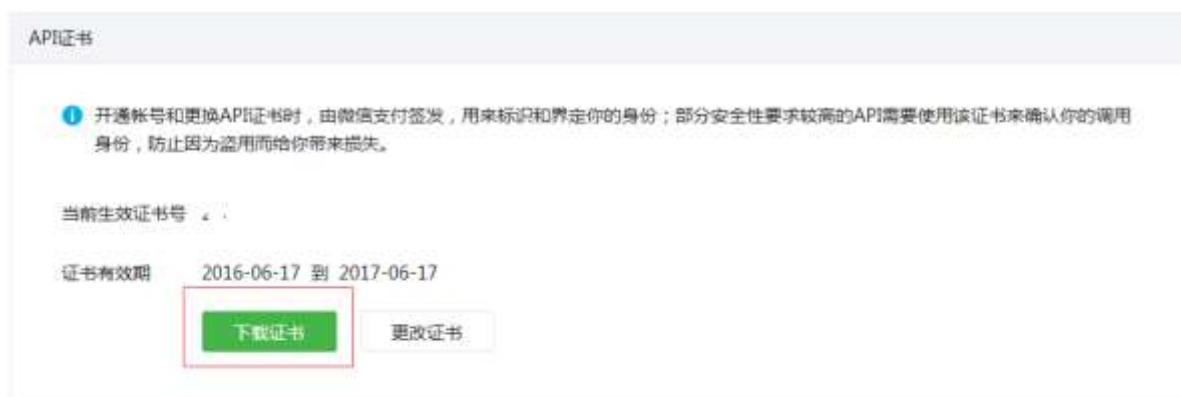 API证书
开通帐号和更换API证书时，由微信支付签发，用来标识和界定你的身份；部分安全性要求较高的API需要使用该证书来确认你的调用
身份，防止因为盗用而给你带来损失。
当前生效证书号
证书有效期 2016-06-17 到 2017-06-17
下载证书 更改证书